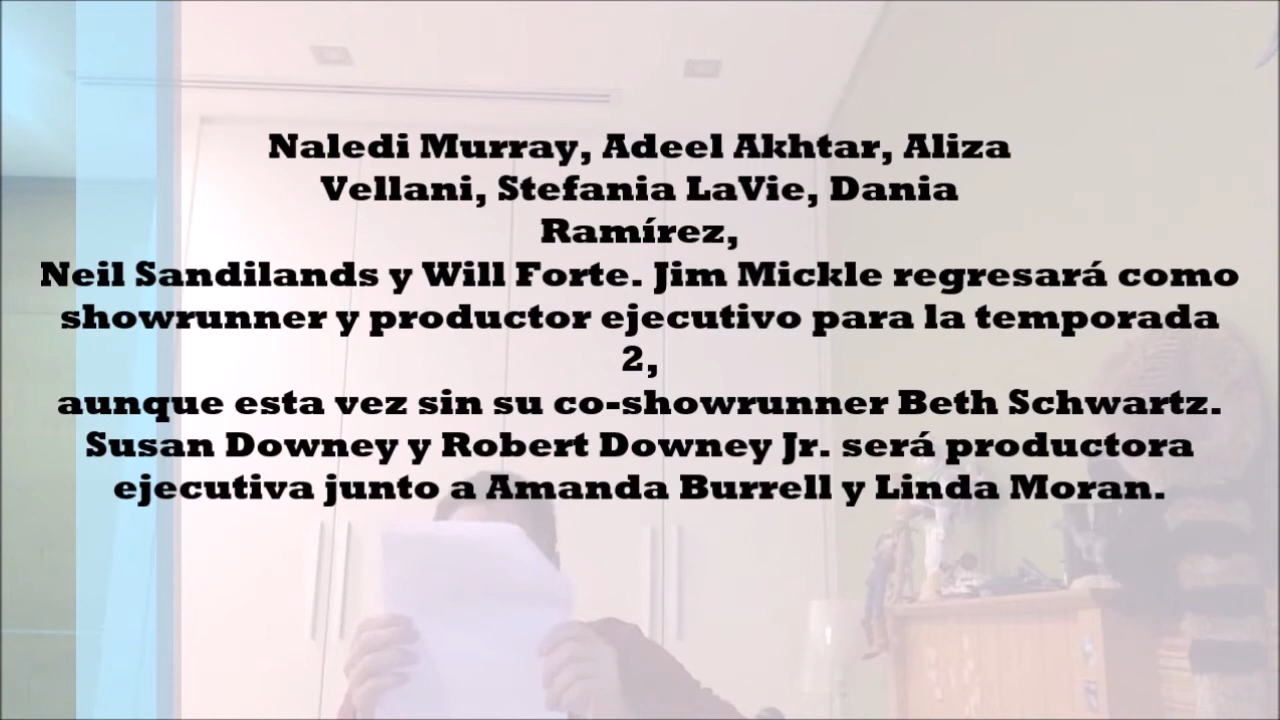 Naledi Murray, Adeel Akhtar, Aliza
Vellani, Stefania LaVie, Dania
Ramírez,
Neil Sandilands y Will Forte. Jim Mickle regresará como
showrunner y productor ejecutivo para la temporada
2,
aunque esta vez sin su co-showrunner Beth Schwartz.
Susan Downey y Robert Downey Jr. será productora
ejecutiva junto a Amanda Burrell y Linda Moran.